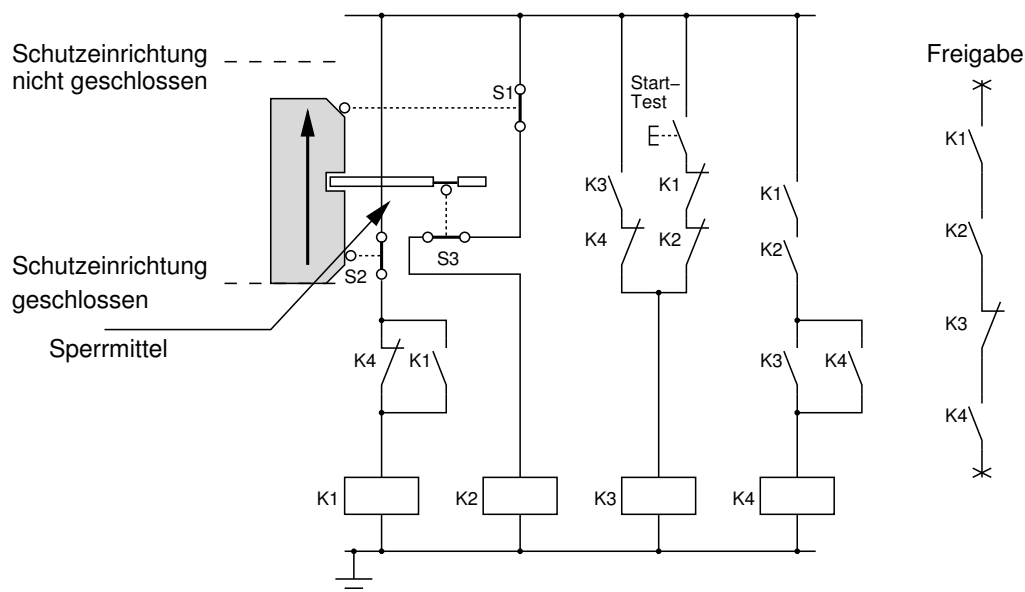 Schutzeinrichtung
nicht geschlossen
Freigabe
S1
Start–
Test
K1
K3
K1
K1
K4
K2
K2
K2
S3
S2
Schutzeinrichtung
geschlossen
K3
Sperrmittel
K4
K1
K3
K4
K4
K1
K2
K3
K4